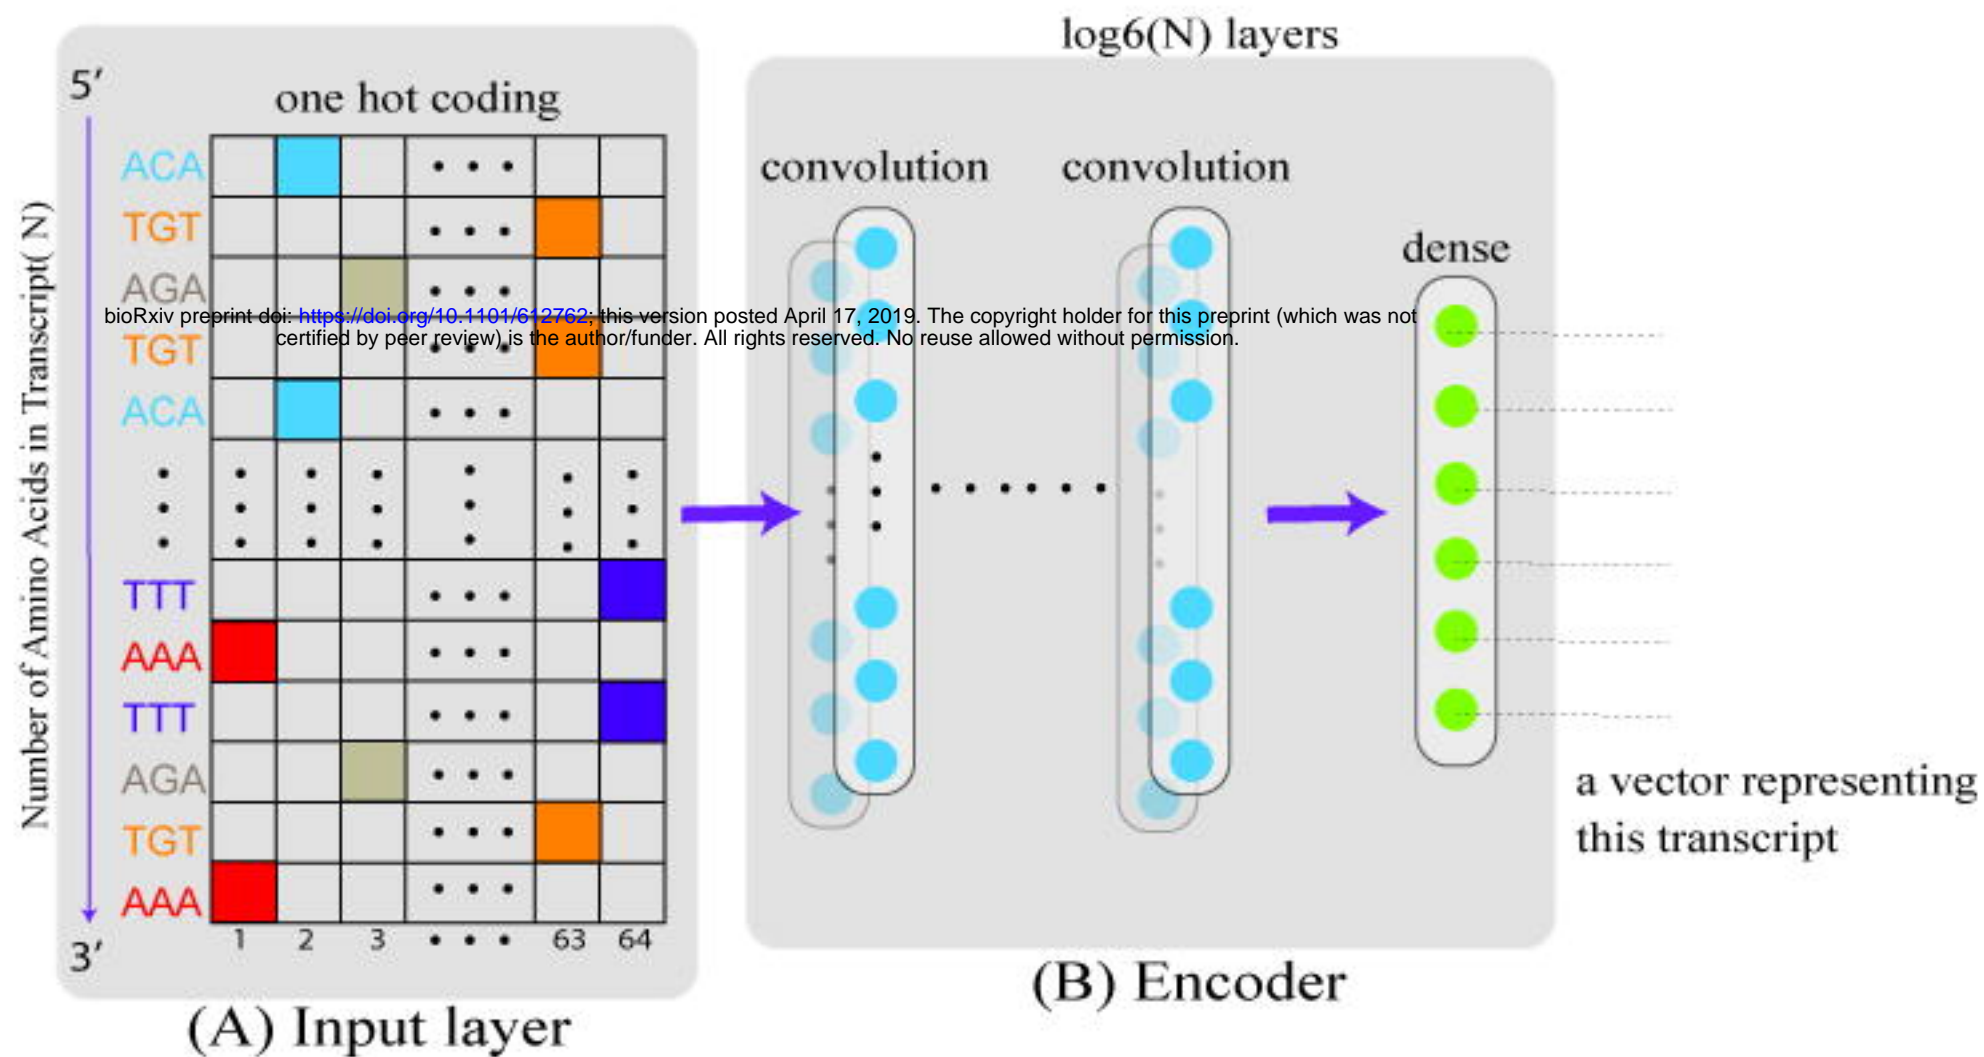 log6(N) layers
5′
one hot coding
ACA
TGT
AGA
TGT
ACA
TTT
AAA
TTT
AGA
TGT
AAA
1 2 3 63 64
3′
Number of Amino Acids in Transcript( N)
(A) Input layer
convolution
convolution
dense
bioRxiv preprint doi: https://doi.org/10.1101/612762; this version posted April 17, 2019. The copyright holder for this preprint (which was not
certified by peer review) is the author/funder. All rights reserved. No reuse allowed without permission.
a vector representing
this transcript
(B) Encoder